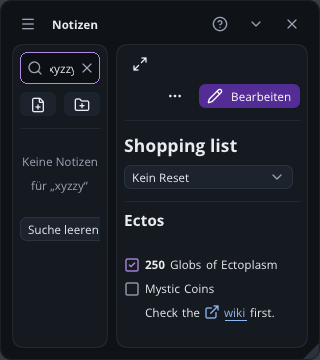 Notizen
xyzzy
Keine Notizen
für „xyzzy“
Suche leeren
Bearbeiten
Shopping list
Kein Reset
Ectos
250 Globs of Ectoplasm
Mystic Coins
Check the wiki first.